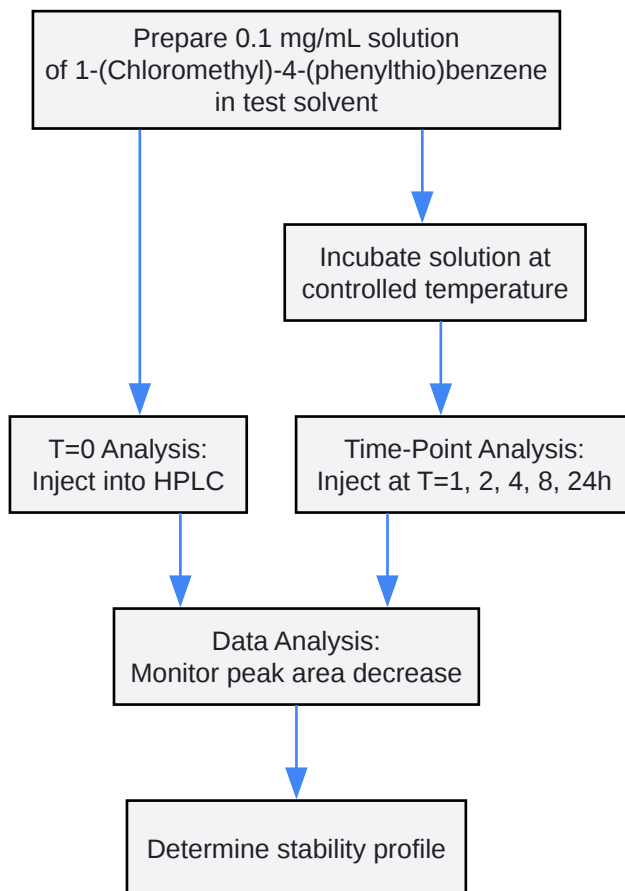 Prepare 0.1 mg/mL solution
of 1-(Chloromethyl)-4-(phenylthio)benzene
in test solvent
Incubate solution at
controlled temperature
T=0 Analysis:
Inject into HPLC
Time-Point Analysis:
Inject at T=1, 2, 4, 8, 24h
Data Analysis:
Monitor peak area decrease
Determine stability profile